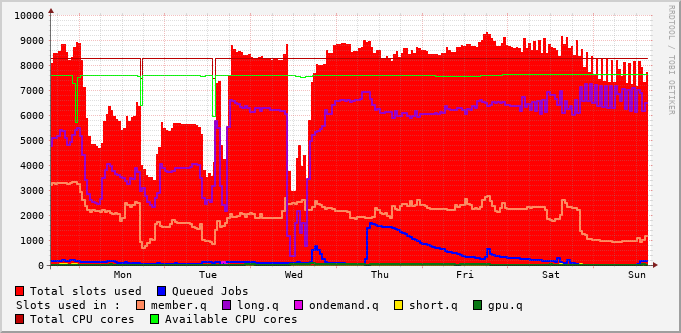 10000
9000
8000
7000
6000
5000
4000
3000
2000
1000
0
Mon Tue Wed Thu Fri Sat Sun
RRDTOOL / TOBI OETIKER
Total slots used Queued Jobs
Slots used in : member.q long.q ondemand.q short.q gpu.q
Total CPU cores Available CPU cores